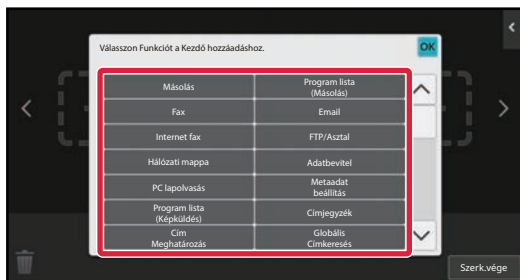 Válasszon Funkciót a Kezdő hozzáadáshoz.
OK
Másolás
Program lista
(Másolás)
Fax
Email
Internet fax
FTP/Asztal
Hálózati mappa
Adatbevitel
PC lapolvasás
Metaadat
beállítás
Program lista
(Képküldés)
Címjegyzék
Cím
Meghatározás
Globális
Címkeresés
Szerk.vége